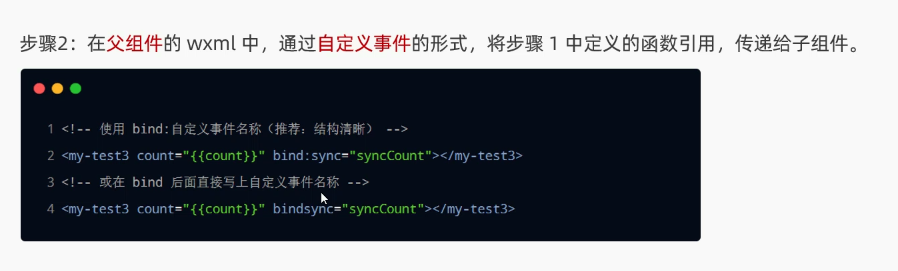 步骤2：在父组件的 wxml 中，通过自定义事件的形式，将步骤 1 中定义的函数引用，传递给子组件。
1 <!-- 使用 bind:自定义事件名称（推荐：结构清晰） -->
2 <my-test3 count="{{count}}" bind:sync="syncCount"></my-test3>
3 <!-- 或在 bind 后面直接写上自定义事件名称 -->
4 <my-test3 count="{{count}}" bindsync="syncCount"></my-test3>